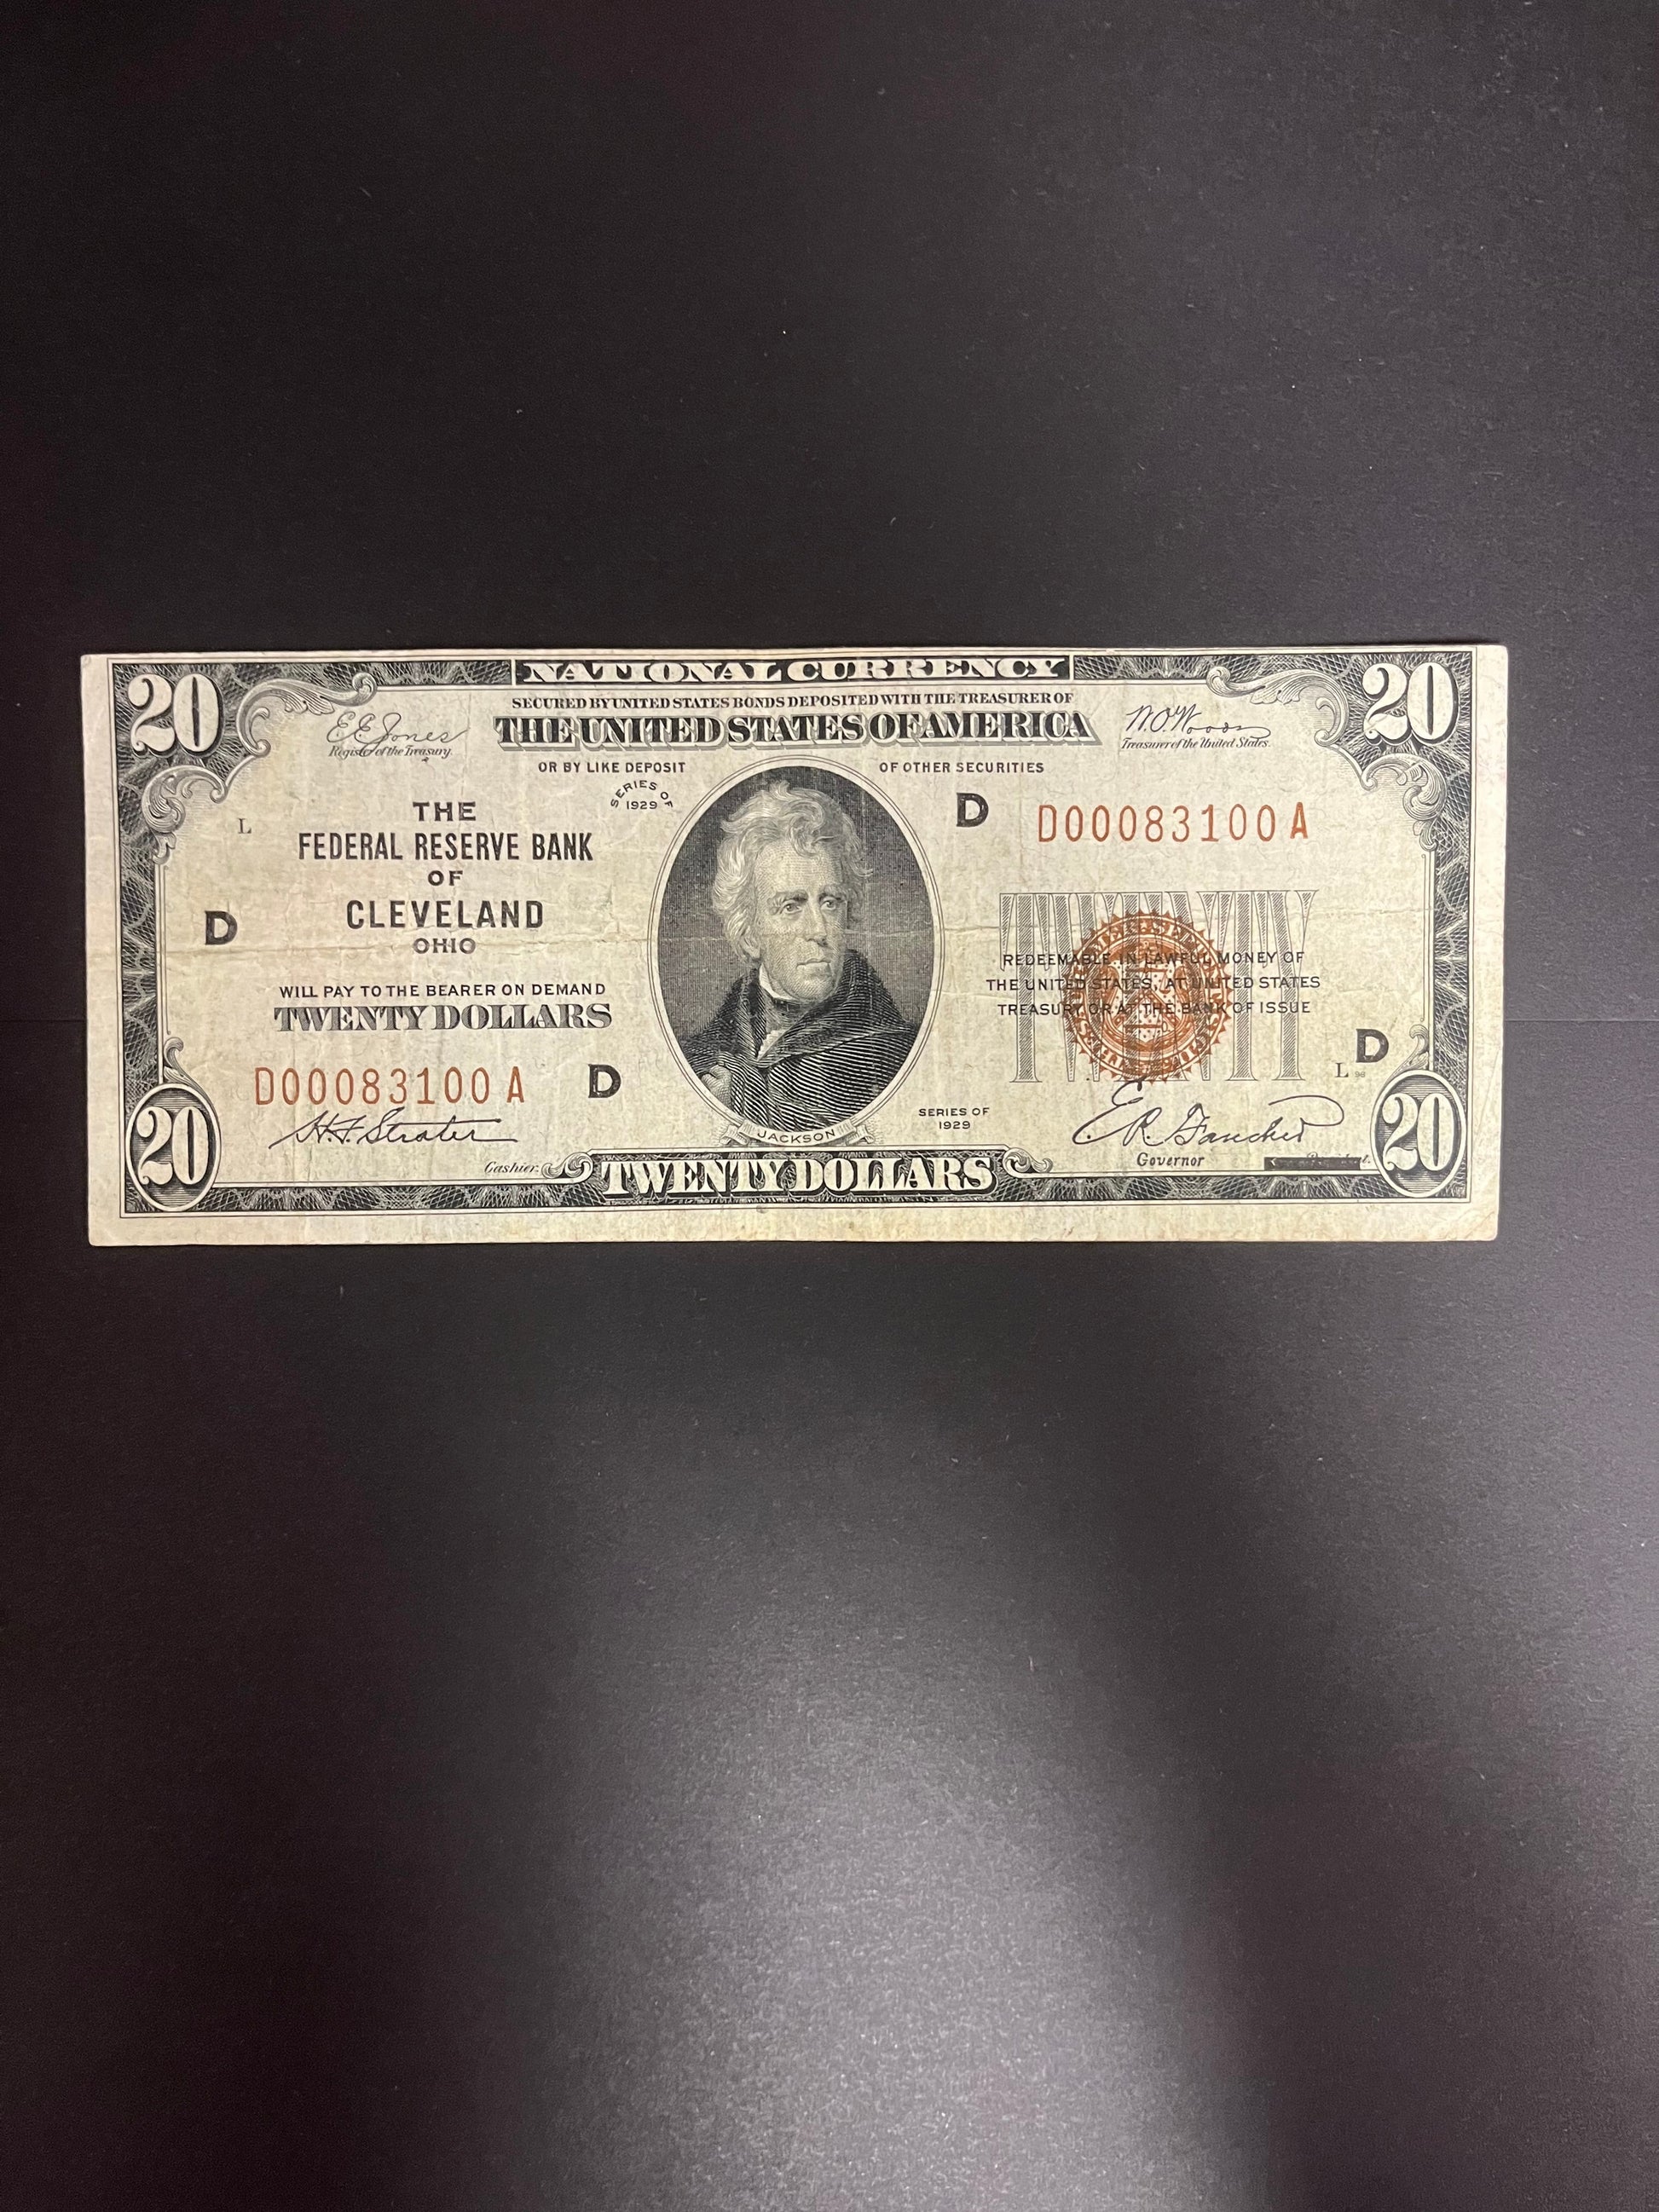 NATIONAL CURRENCY
SECURED BY UNITED STATES BONDS DEPOSITED WITH THE TREASURER OF
THE UNITED STATES OF AMERICA
OR BY LIKE DEPOSIT OF OTHER SECURITIES
20
20
E E Jones
Register of the Treasury.
W.O. Woods
Treasurer of the United States.
SERIES OF
1929
L
THE
FEDERAL RESERVE BANK
OF
CLEVELAND
OHIO
D
WILL PAY TO THE BEARER ON DEMAND
TWENTY DOLLARS
D00083100A
D
H.F. Strater
Cashier.
20
JACKSON
TWENTY DOLLARS
D
D00083100A
TWENTY
REDEEMABLE IN LAWFUL MONEY OF
THE UNITED STATES, AT UNITED STATES
TREASURY OR AT THE BANK OF ISSUE
D
L
SERIES OF
1929
E R Fancher
Governor
20